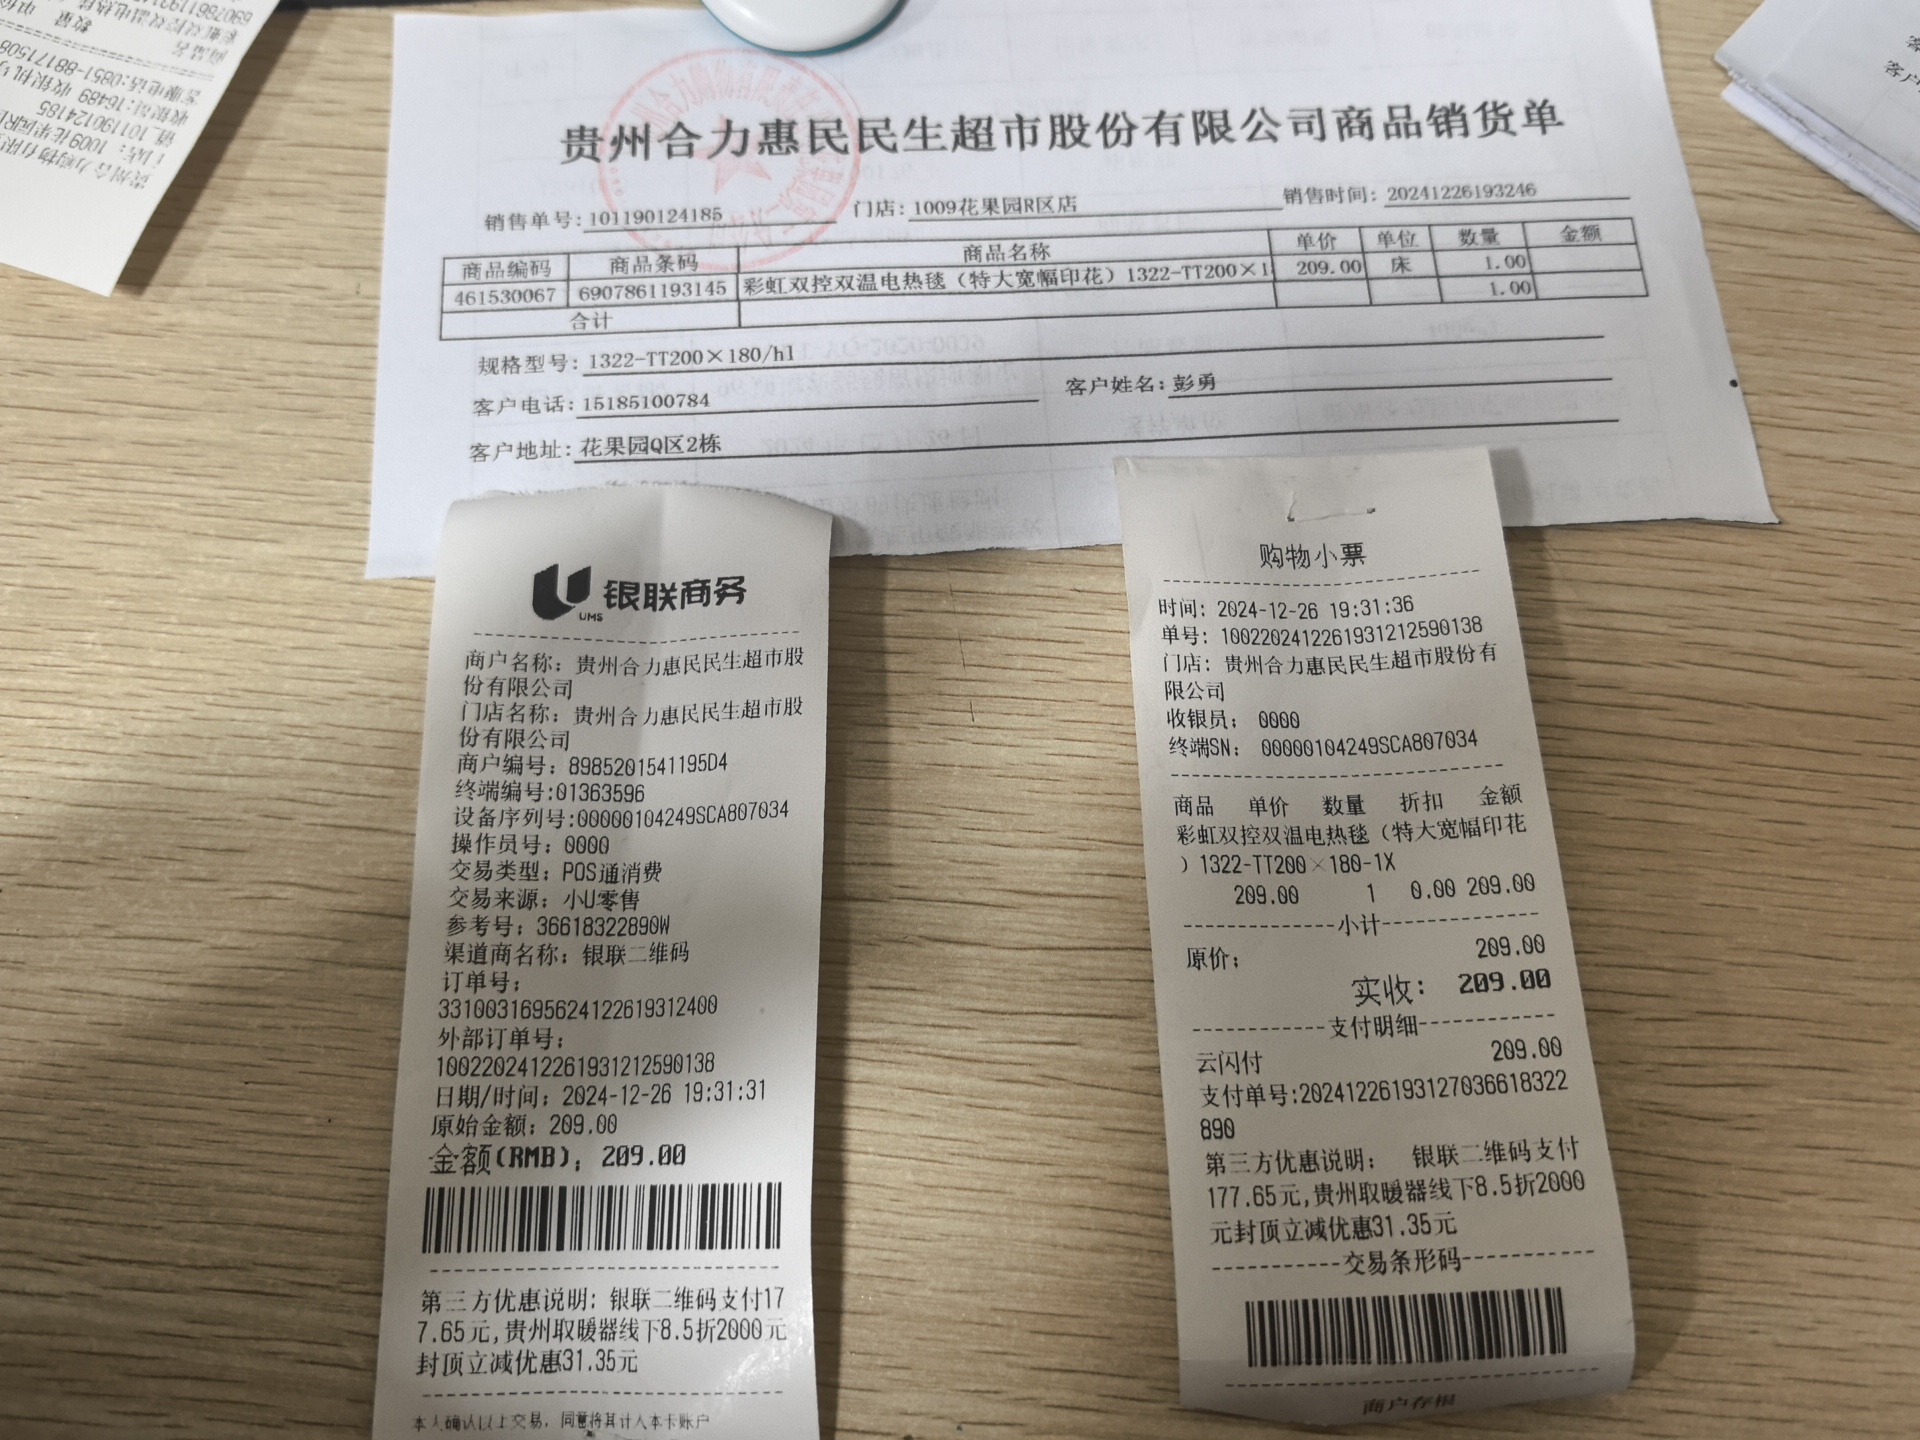 贵州合力惠民民生超市股份有限公司商品销货单
销售单号: 101190124185 门店: 1009花果园R区店 销售时间: 20241226193246
商品编码 商品条码 商品名称 单价 单位 数量 金额
461530067 6907861193145 彩虹双控双温电热毯（特大宽幅印花）1322-TT200×1 209.00 床 1.00
合计 1.00
规格型号: 1322-TT200×180/h1
客户电话: 15185100784 客户姓名: 彭勇
客户地址: 花果园Q区2栋
银联商务
UMS
商户名称: 贵州合力惠民民生超市股
份有限公司
门店名称: 贵州合力惠民民生超市股
份有限公司
商户编号: 8985201541195D4
终端编号:01363596
设备序列号:00000104249SCA807034
操作员号: 0000
交易类型: POS通消费
交易来源: 小U零售
参考号: 36618322890W
渠道商名称: 银联二维码
订单号:
33100316956241226193124​00
外部订单号:
10022024122619312125​90138
日期/时间: 2024-12-26 19:31:31
原始金额: 209.00
金额(RMB): 209.00
第三方优惠说明: 银联二维码支付17
7.65元,贵州取暖器线下8.5折2000元
封顶立减优惠31.35元
本人确认以上交易, 同意将其计入本卡账户
购物小票
时间: 2024-12-26 19:31:36
单号: 1002202412261931212590138
门店: 贵州合力惠民民生超市股份有
限公司
收银员: 0000
终端SN: 00000104249SCA807034
商品 单价 数量 折扣 金额
彩虹双控双温电热毯（特大宽幅印花
）1322-TT200×180-1X
209.00 1 0.00 209.00
小计
原价: 209.00
实收: 209.00
支付明细
云闪付 209.00
支付单号:20241226193127036618322
890
第三方优惠说明: 银联二维码支付
177.65元,贵州取暖器线下8.5折2000
元封顶立减优惠31.35元
交易条形码
商户存根